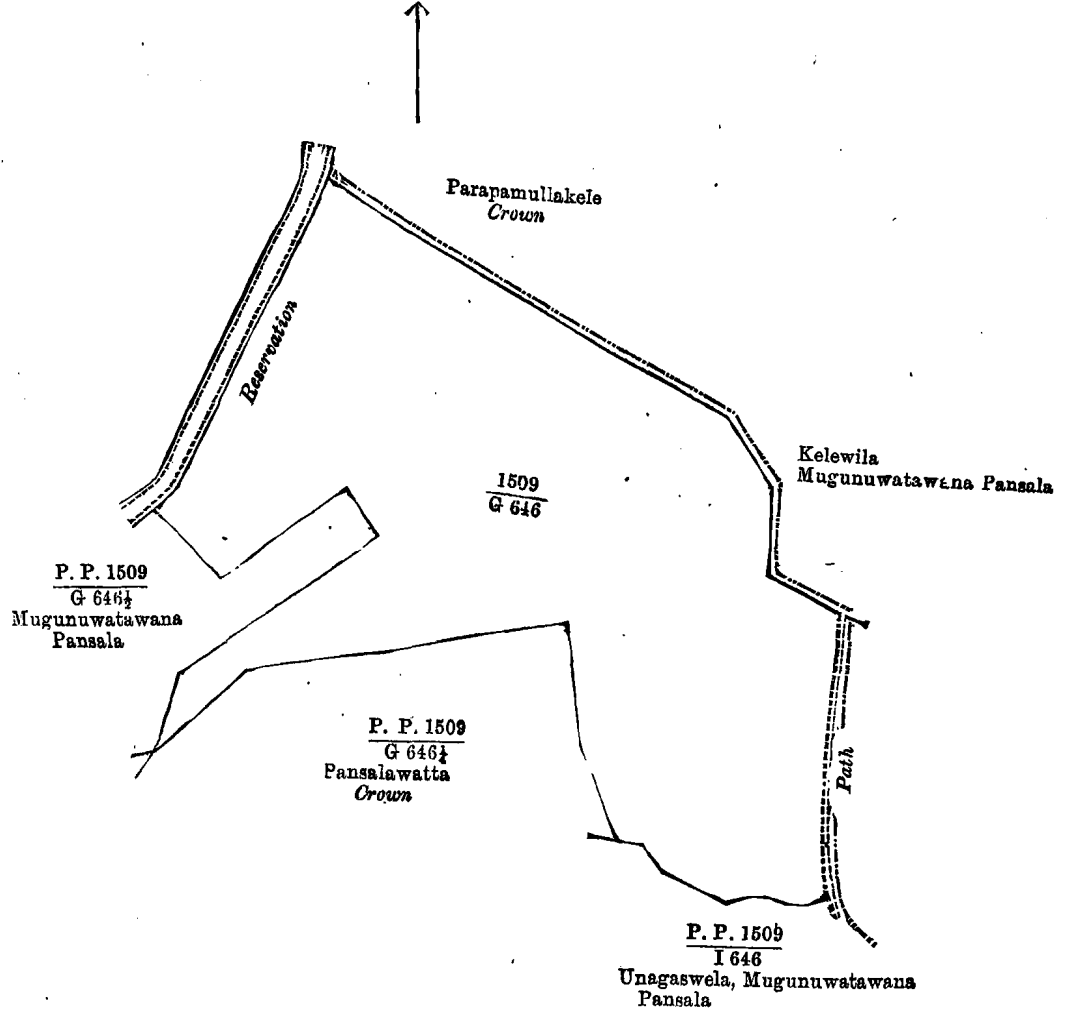 Parapamullakele
Crown
Reservation
Kelewila
Mugunuwatawana Pansala
1509
G 646
P. P. 1509
G 646½
Mugunuwatawana
Pansala
P. P. 1509
G 646¼
Pansalawatta
Crown
Path
P. P. 1509
I 646
Unagaswela, Mugunuwatawana
Pansala